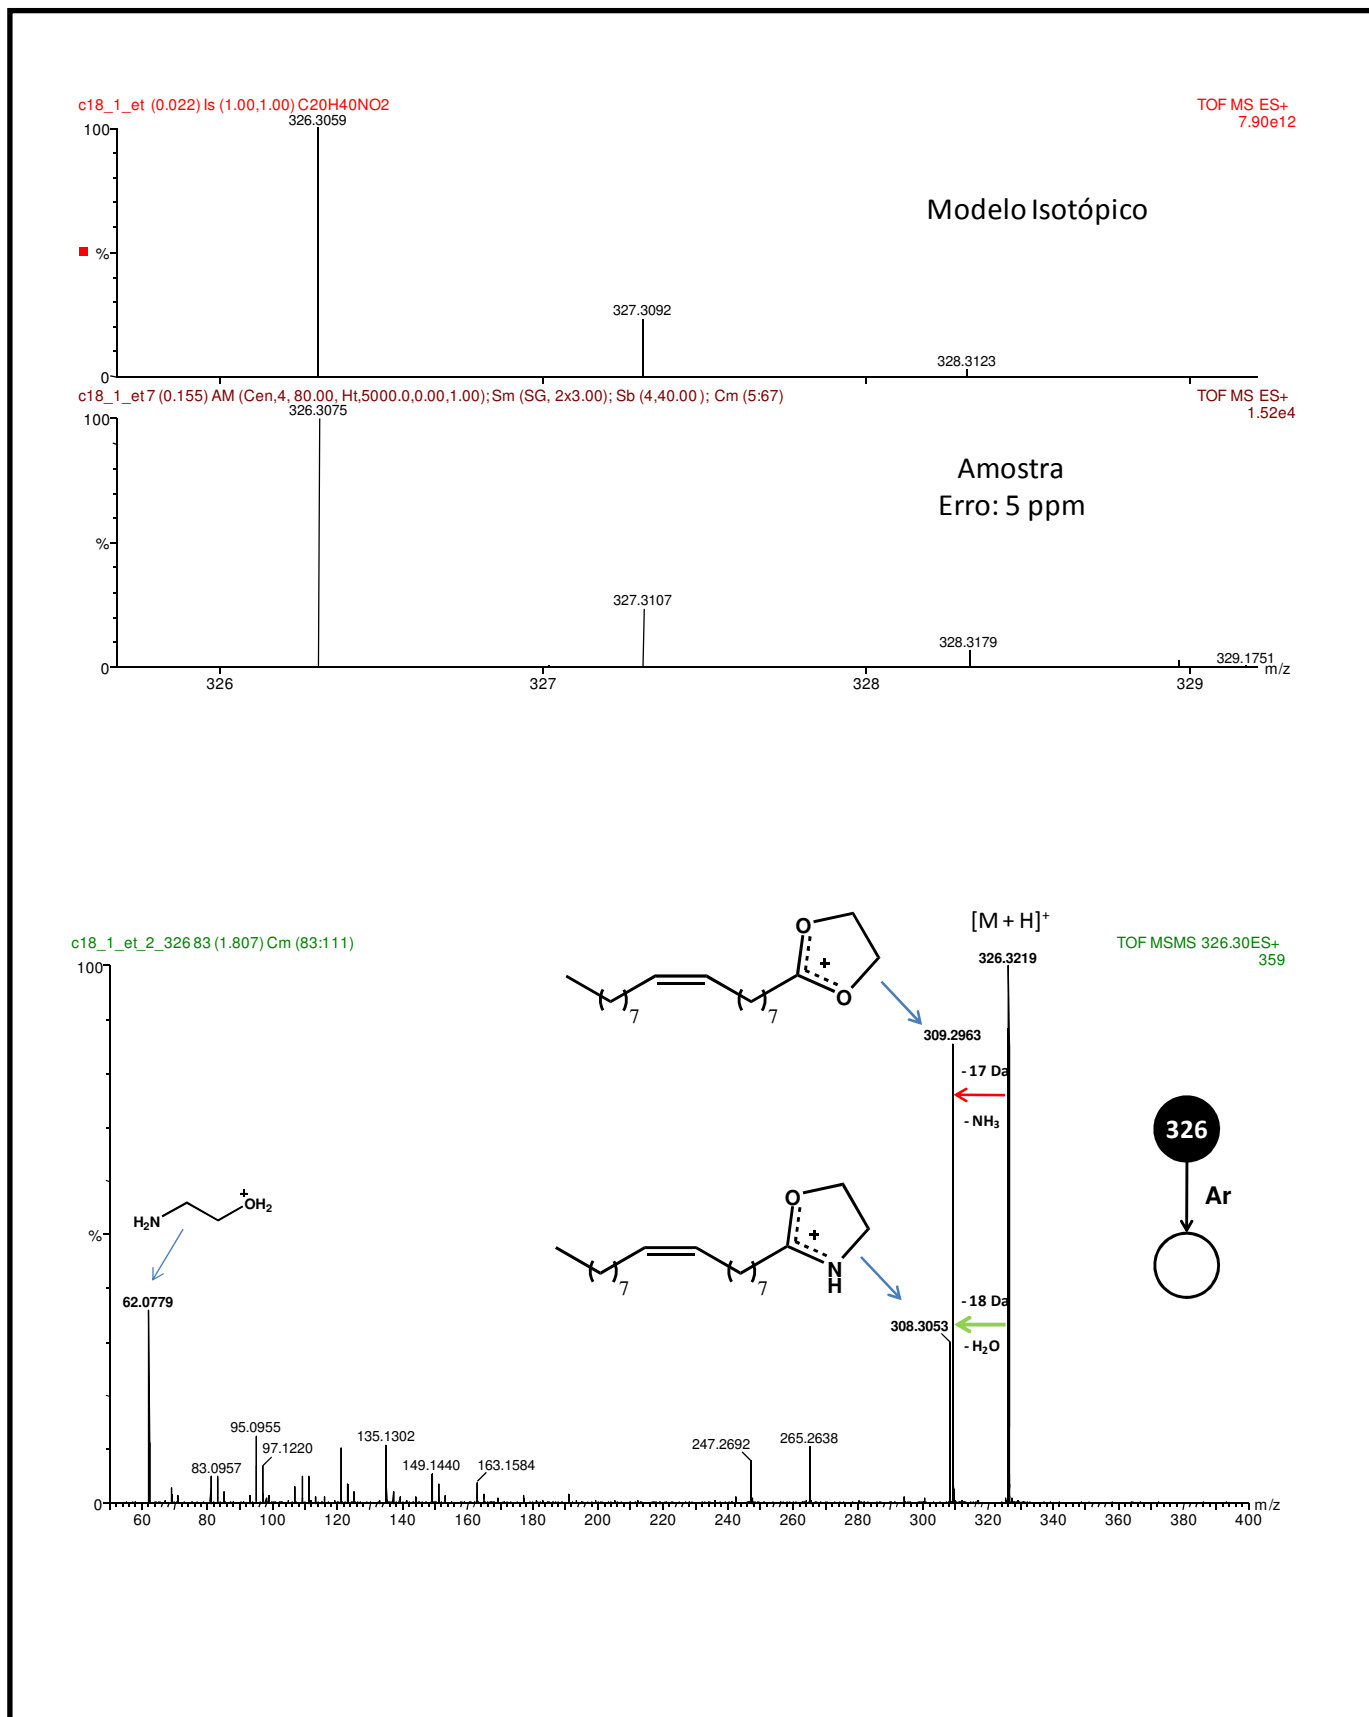 c18_1_et (0.022) Is (1.00,1.00) C20H40NO2
TOF MS ES+
7.90e12
326.3059
100
Modelo Isotópico
%
327.3092
328.3123
0
c18_1_et 7 (0.155) AM (Cen,4, 80.00, Ht,5000.0,0.00,1.00); Sm (SG, 2x3.00); Sb (4,40.00 ); Cm (5:67)
TOF MS ES+
1.52e4
326.3075
100
Amostra
Erro: 5 ppm
%
327.3107
328.3179
329.1751
0
m/z
326 327 328 329
[M + H]+
c18_1_et_2_326 83 (1.807) Cm (83:111)
TOF MSMS 326.30ES+
359
100
326.3219
O
+
O
7
7
309.2963
- 17 Da
- NH₃
326
Ar
O
+
N
H
7
7
+
H₂N
OH₂
%
62.0779
- 18 Da
308.3053
- H₂O
95.0955
97.1220
83.0957
135.1302
149.1440
163.1584
247.2692
265.2638
0
m/z
60 80 100 120 140 160 180 200 220 240 260 280 300 320 340 360 380 400